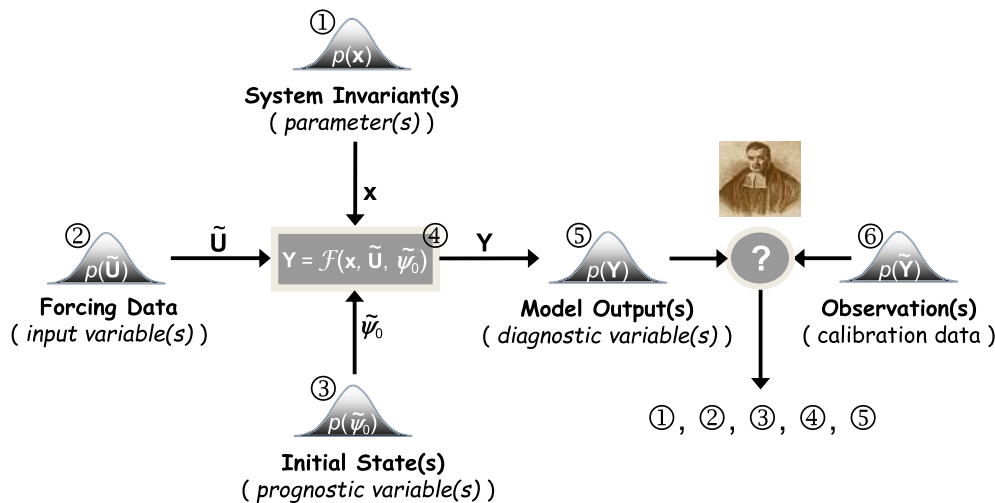 ①
p(x)
System Invariant(s)
( parameter(s) )
x
②
p(Ũ)
Forcing Data
( input variable(s) )
Ũ
Y = ℱ(x, Ũ, ψ̃₀)
④
Y
⑤
p(Y)
Model Output(s)
( diagnostic variable(s) )
?
⑥
p(Ỹ)
Observation(s)
( calibration data )
ψ̃₀
③
p(ψ̃₀)
Initial State(s)
( prognostic variable(s) )
①, ②, ③, ④, ⑤